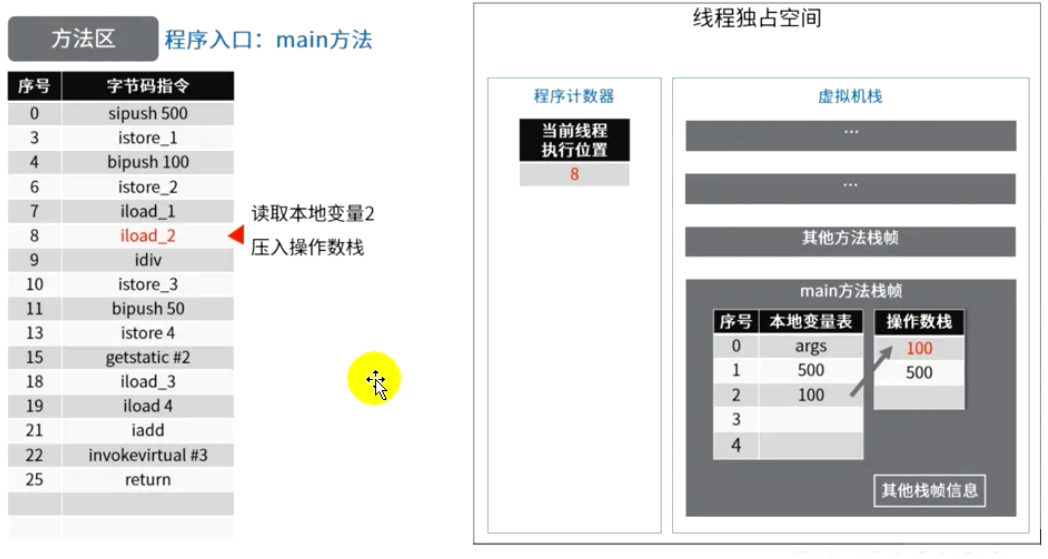 方法区 程序入口：main方法
序号 字节码指令
0 sipush 500
3 istore_1
4 bipush 100
6 istore_2
7 iload_1
8 iload_2
9 idiv
10 istore_3
11 bipush 50
13 istore 4
15 getstatic #2
18 iload_3
19 iload 4
21 iadd
22 invokevirtual #3
25 return
读取本地变量2
压入操作数栈
线程独占空间
程序计数器
当前线程
执行位置
8
虚拟机栈
...
...
其他方法栈帧
main方法栈帧
序号 本地变量表
0 args
1 500
2 100
3
4
操作数栈
100
500
其他栈帧信息